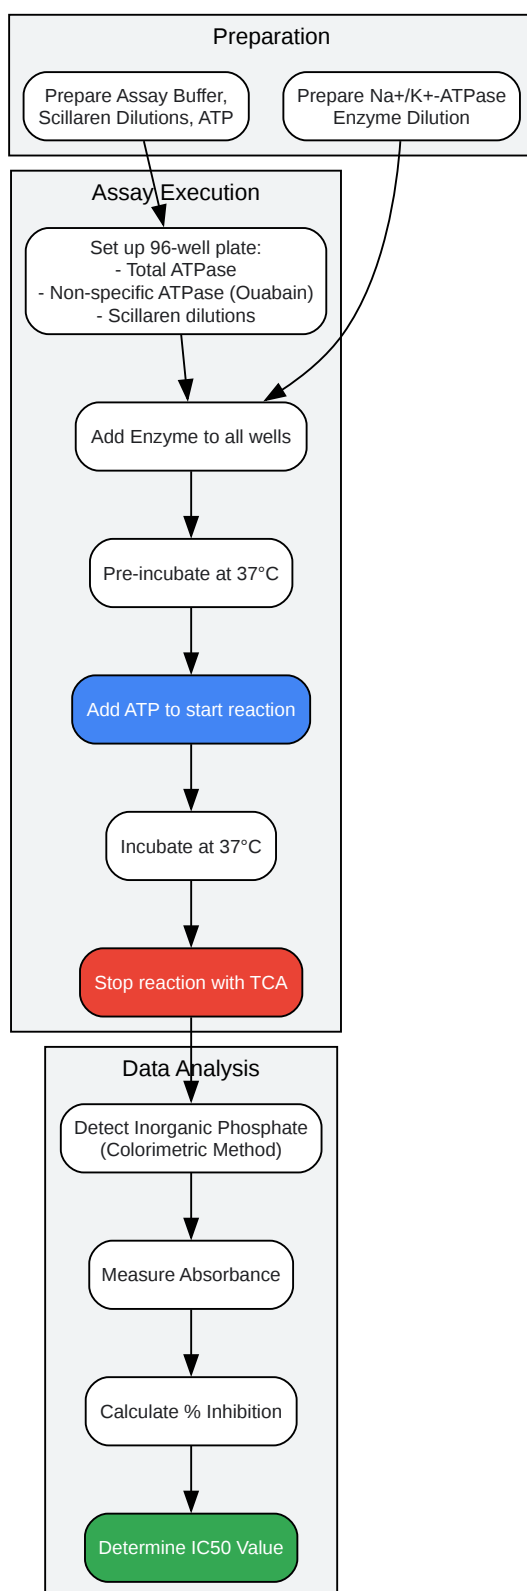 Preparation
Prepare Assay Buffer,
Scillaren Dilutions, ATP
Prepare Na+/K+-ATPase
Enzyme Dilution
Assay Execution
Set up 96-well plate:
- Total ATPase
- Non-specific ATPase (Ouabain)
- Scillaren dilutions
Add Enzyme to all wells
Pre-incubate at 37°C
Add ATP to start reaction
Incubate at 37°C
Stop reaction with TCA
Data Analysis
Detect Inorganic Phosphate
(Colorimetric Method)
Measure Absorbance
Calculate % Inhibition
Determine IC50 Value